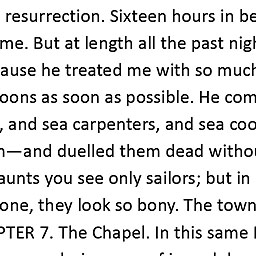 resurrection. Sixteen hours in be
me. But at length all the past nigh
ause he treated me with so much
oons as soon as possible. He com
, and sea carpenters, and sea coo
n—and duelled them dead withou
aunts you see only sailors; but in
one, they look so bony. The town
PTER 7. The Chapel. In this same